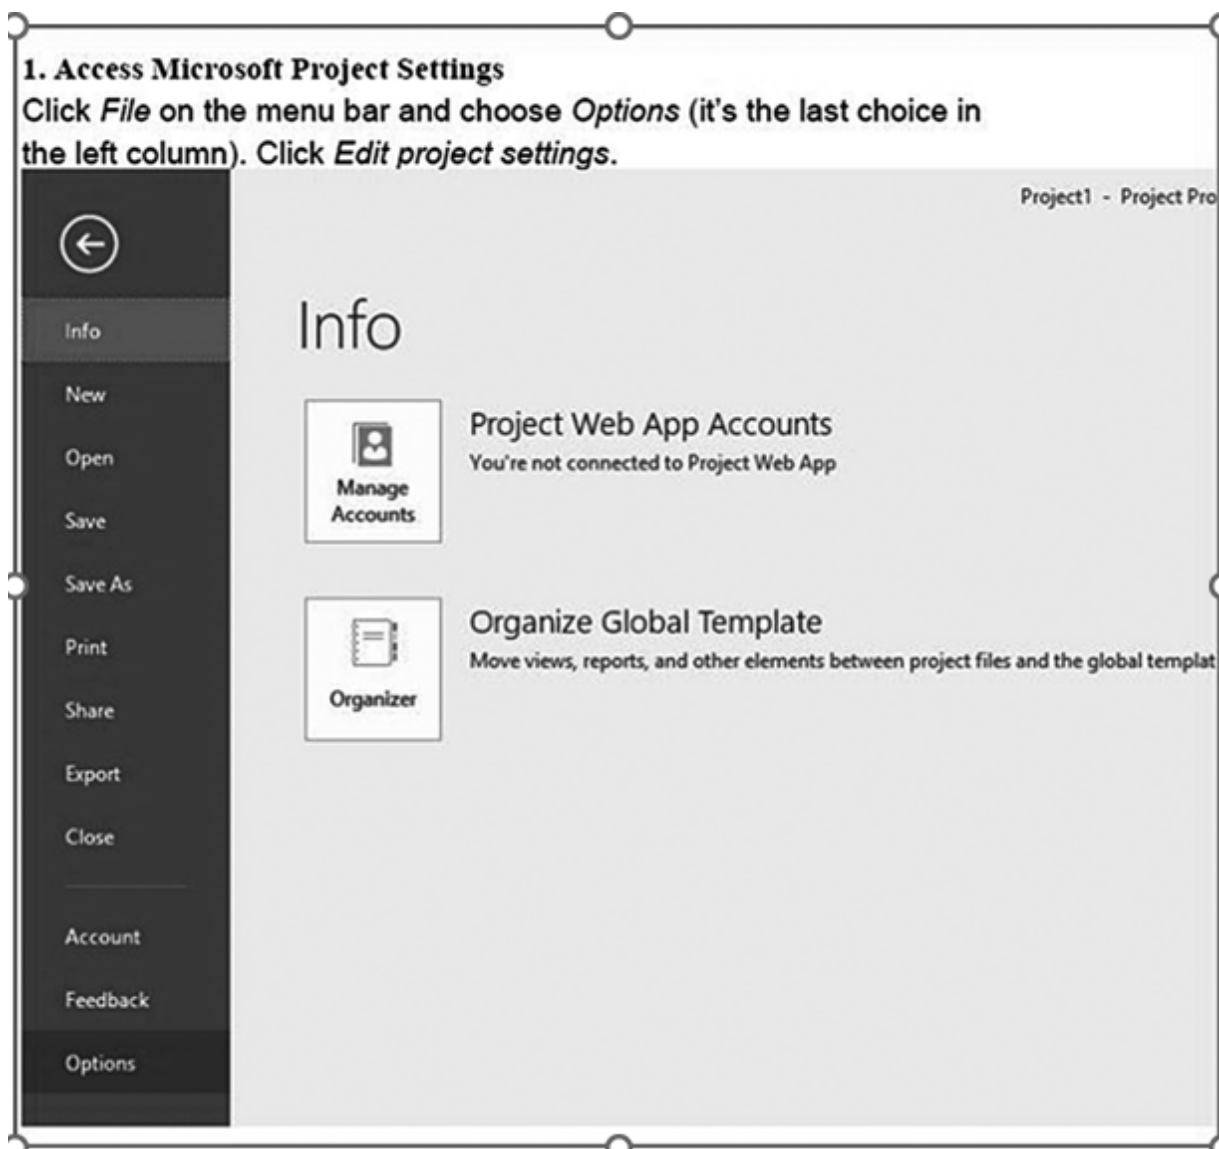 1. Access Microsoft Project Settings
Click File on the menu bar and choose Options (it's the last choice in
the left column). Click Edit project settings.
Project1 - Project Pro
Info
New
Open
Save
Save As
Print
Share
Export
Close
Account
Feedback
Options
Info
Manage
Accounts
Project Web App Accounts
You're not connected to Project Web App
Organizer
Organize Global Template
Move views, reports, and other elements between project files and the global templat